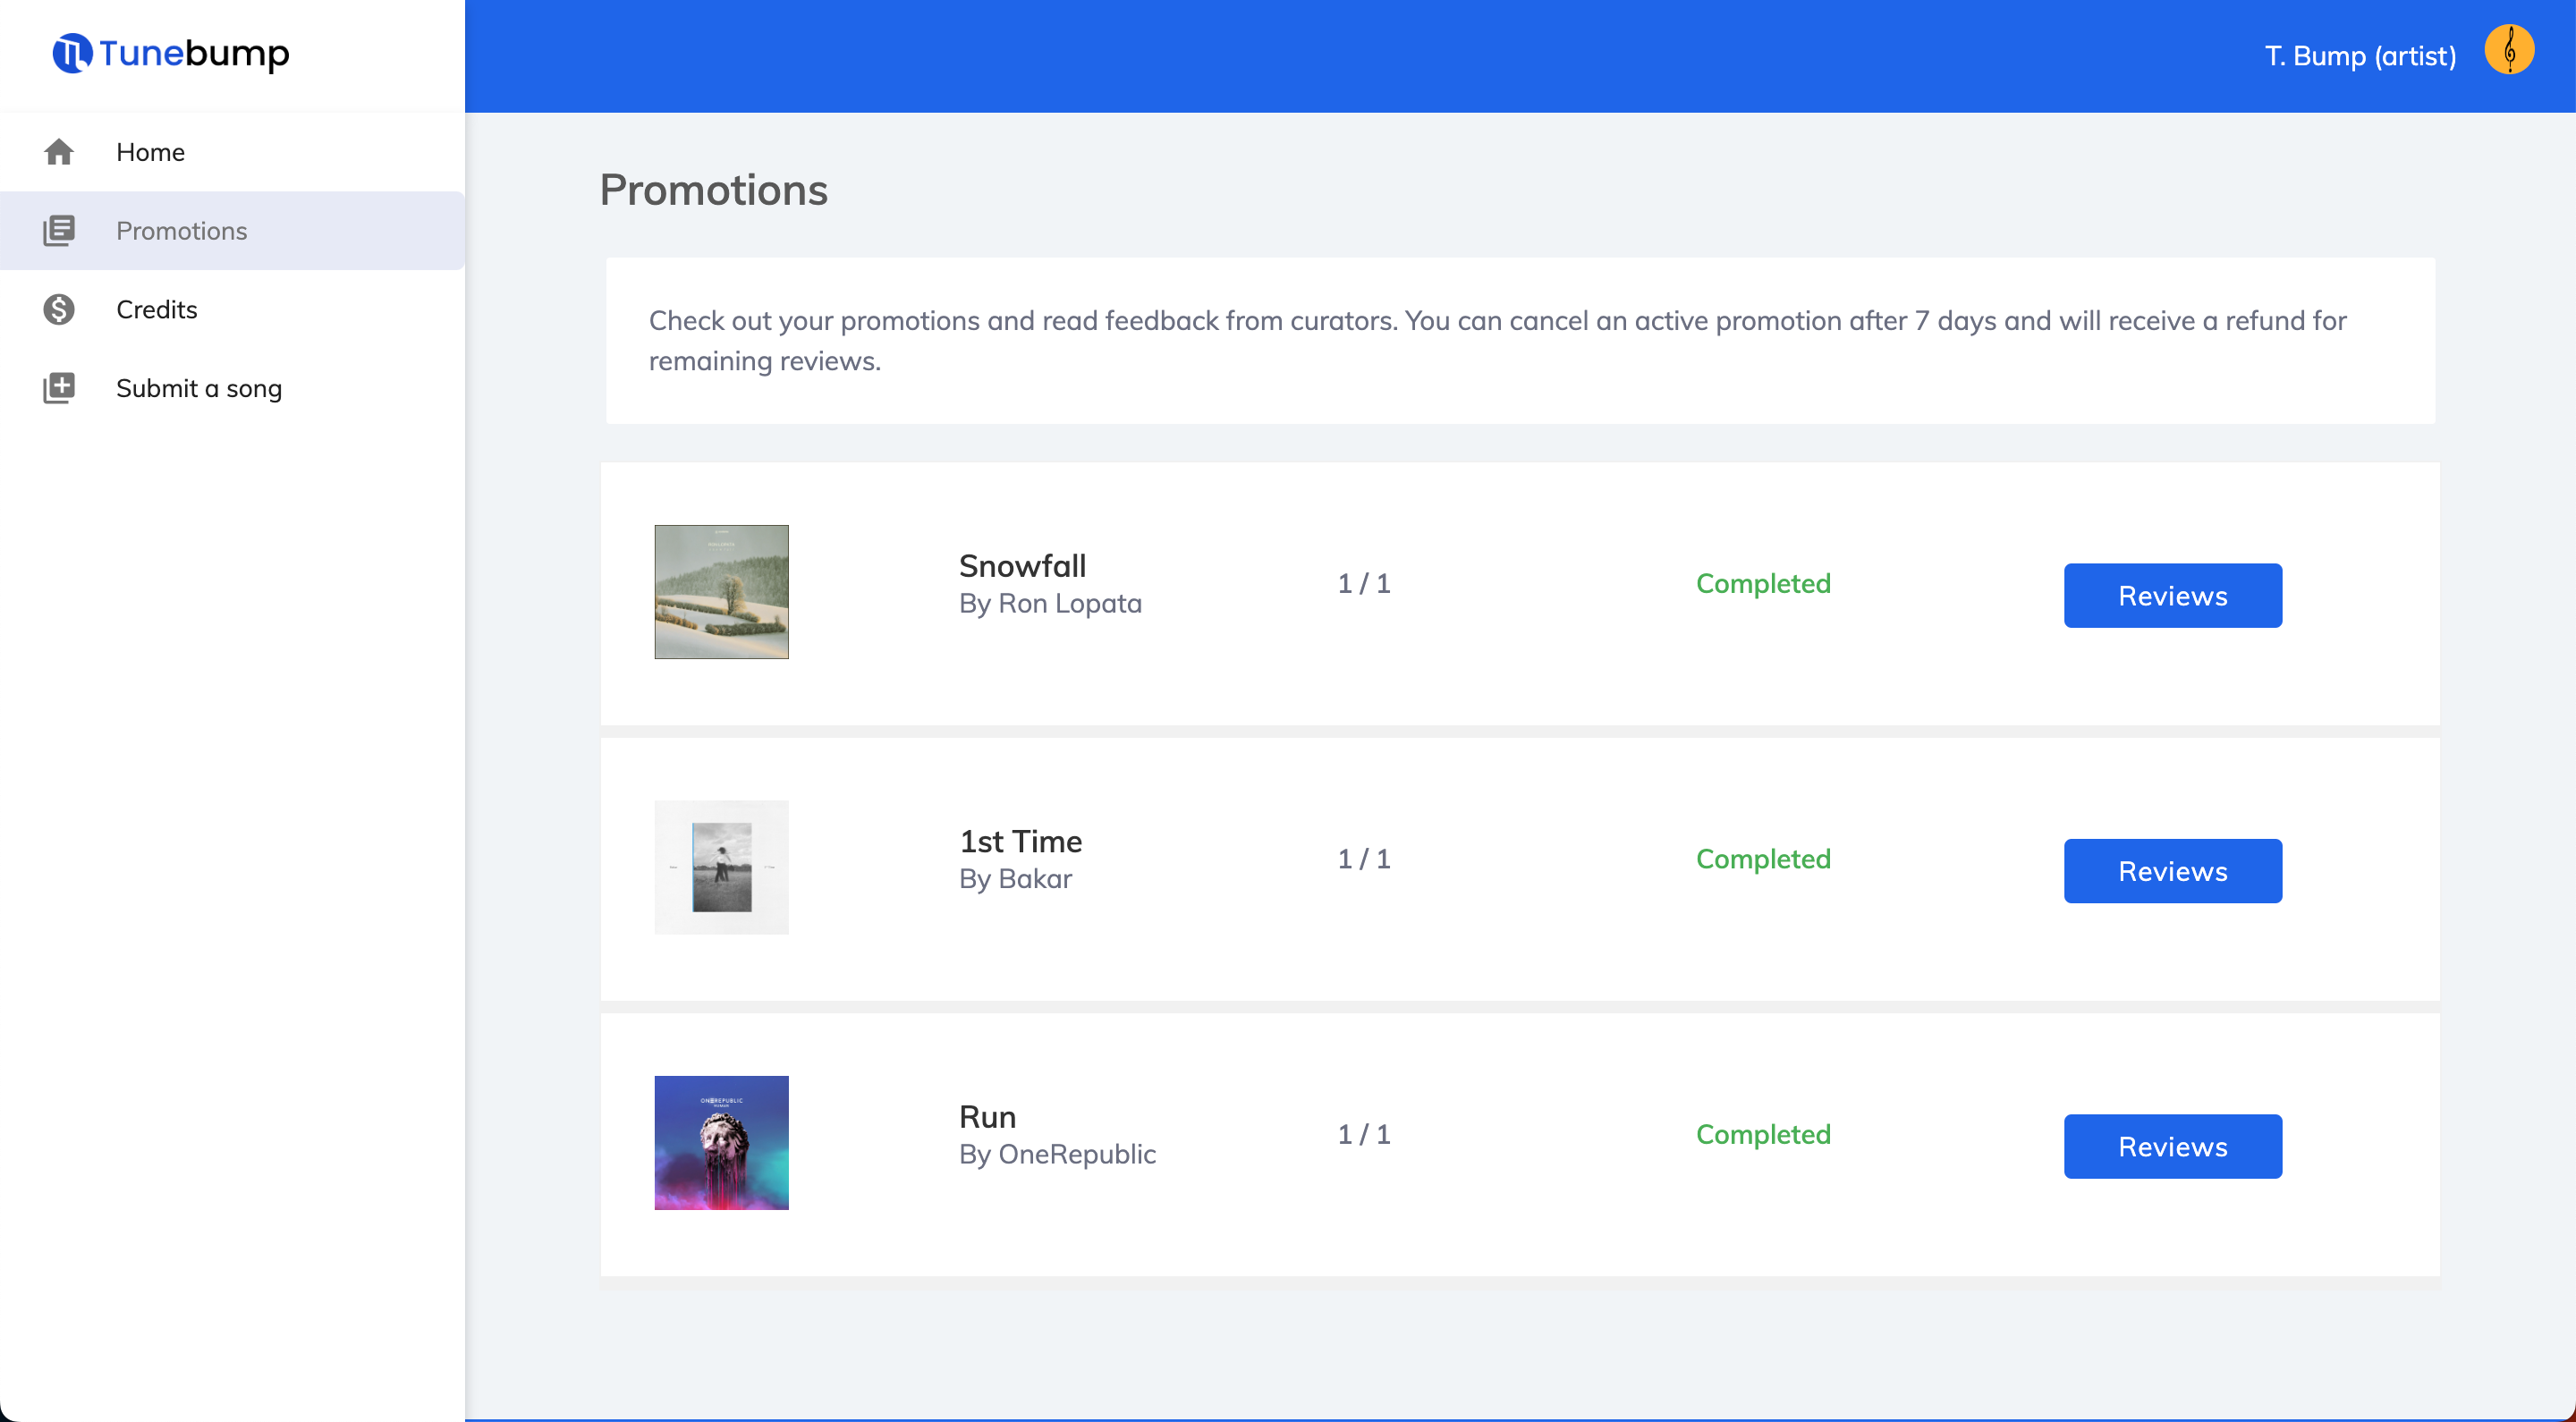 Tunebump
T. Bump (artist)
Home
Promotions
Credits
Submit a song
Promotions
Check out your promotions and read feedback from curators. You can cancel an active promotion after 7 days and will receive a refund for
remaining reviews.
Snowfall
By Ron Lopata
1 / 1
Completed
Reviews
1st Time
By Bakar
1 / 1
Completed
Reviews
ONEREPUBLIC
HUMAN
Run
By OneRepublic
1 / 1
Completed
Reviews